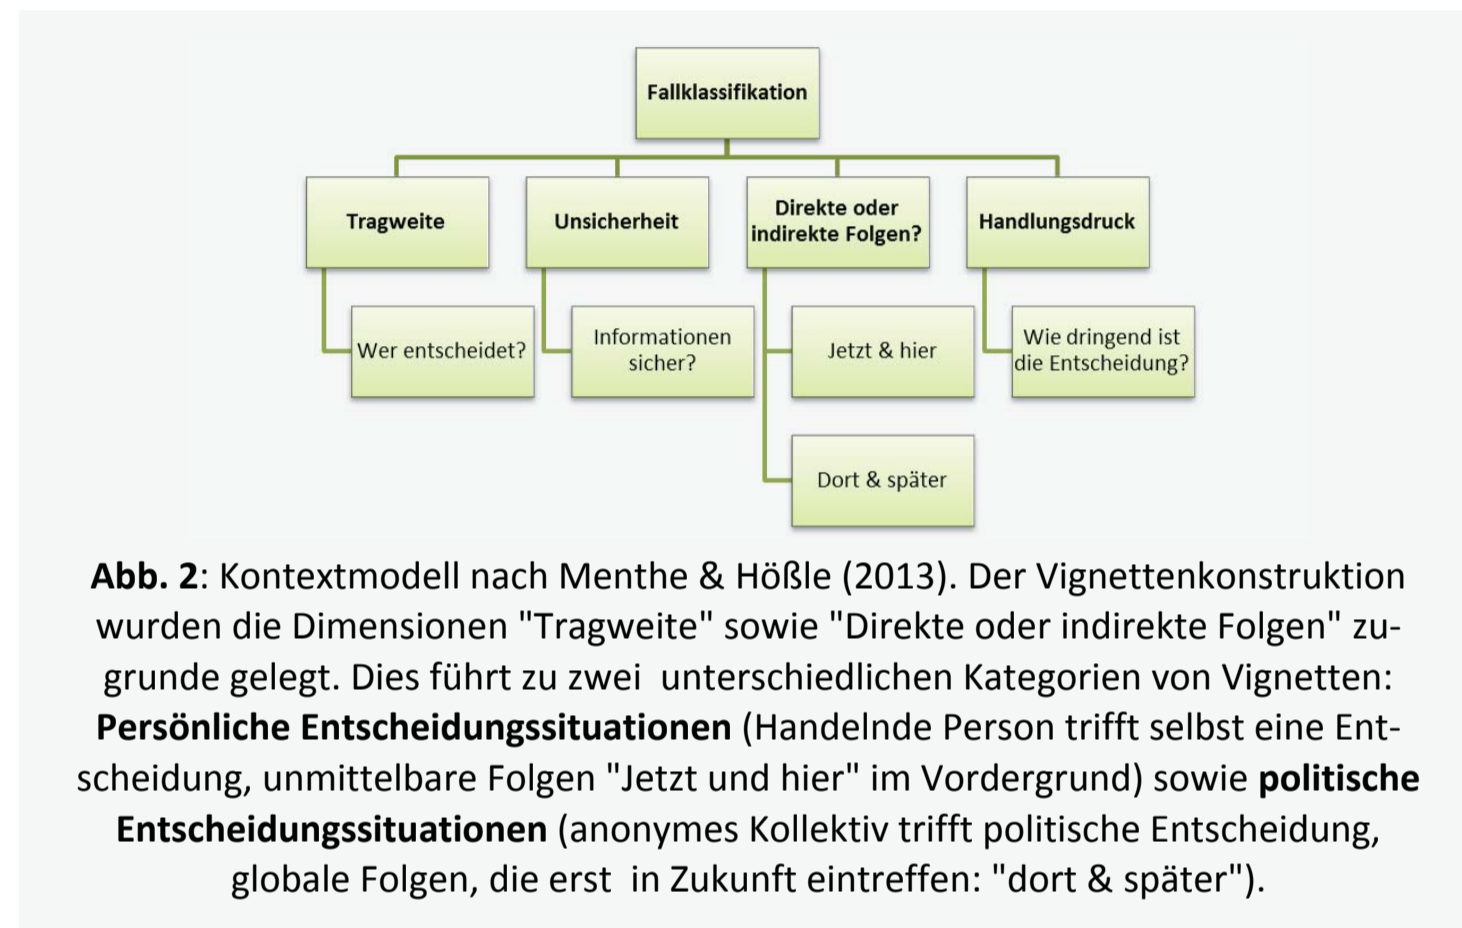 Fallklassifikation
Tragweite
Unsicherheit
Direkte oder
indirekte Folgen?
Handlungsdruck
Wer entscheidet?
Informationen
sicher?
Jetzt & hier
Wie dringend ist
die Entscheidung?
Dort & später
Abb. 2: Kontextmodell nach Menthe & Hößle (2013). Der Vignettenkonstruktion
wurden die Dimensionen "Tragweite" sowie "Direkte oder indirekte Folgen" zu-
grunde gelegt. Dies führt zu zwei  unterschiedlichen Kategorien von Vignetten:
Persönliche Entscheidungssituationen (Handelnde Person trifft selbst eine Ent-
scheidung, unmittelbare Folgen "Jetzt und hier" im Vordergrund) sowie politische
Entscheidungssituationen (anonymes Kollektiv trifft politische Entscheidung,
globale Folgen, die erst  in Zukunft eintreffen: "dort & später").